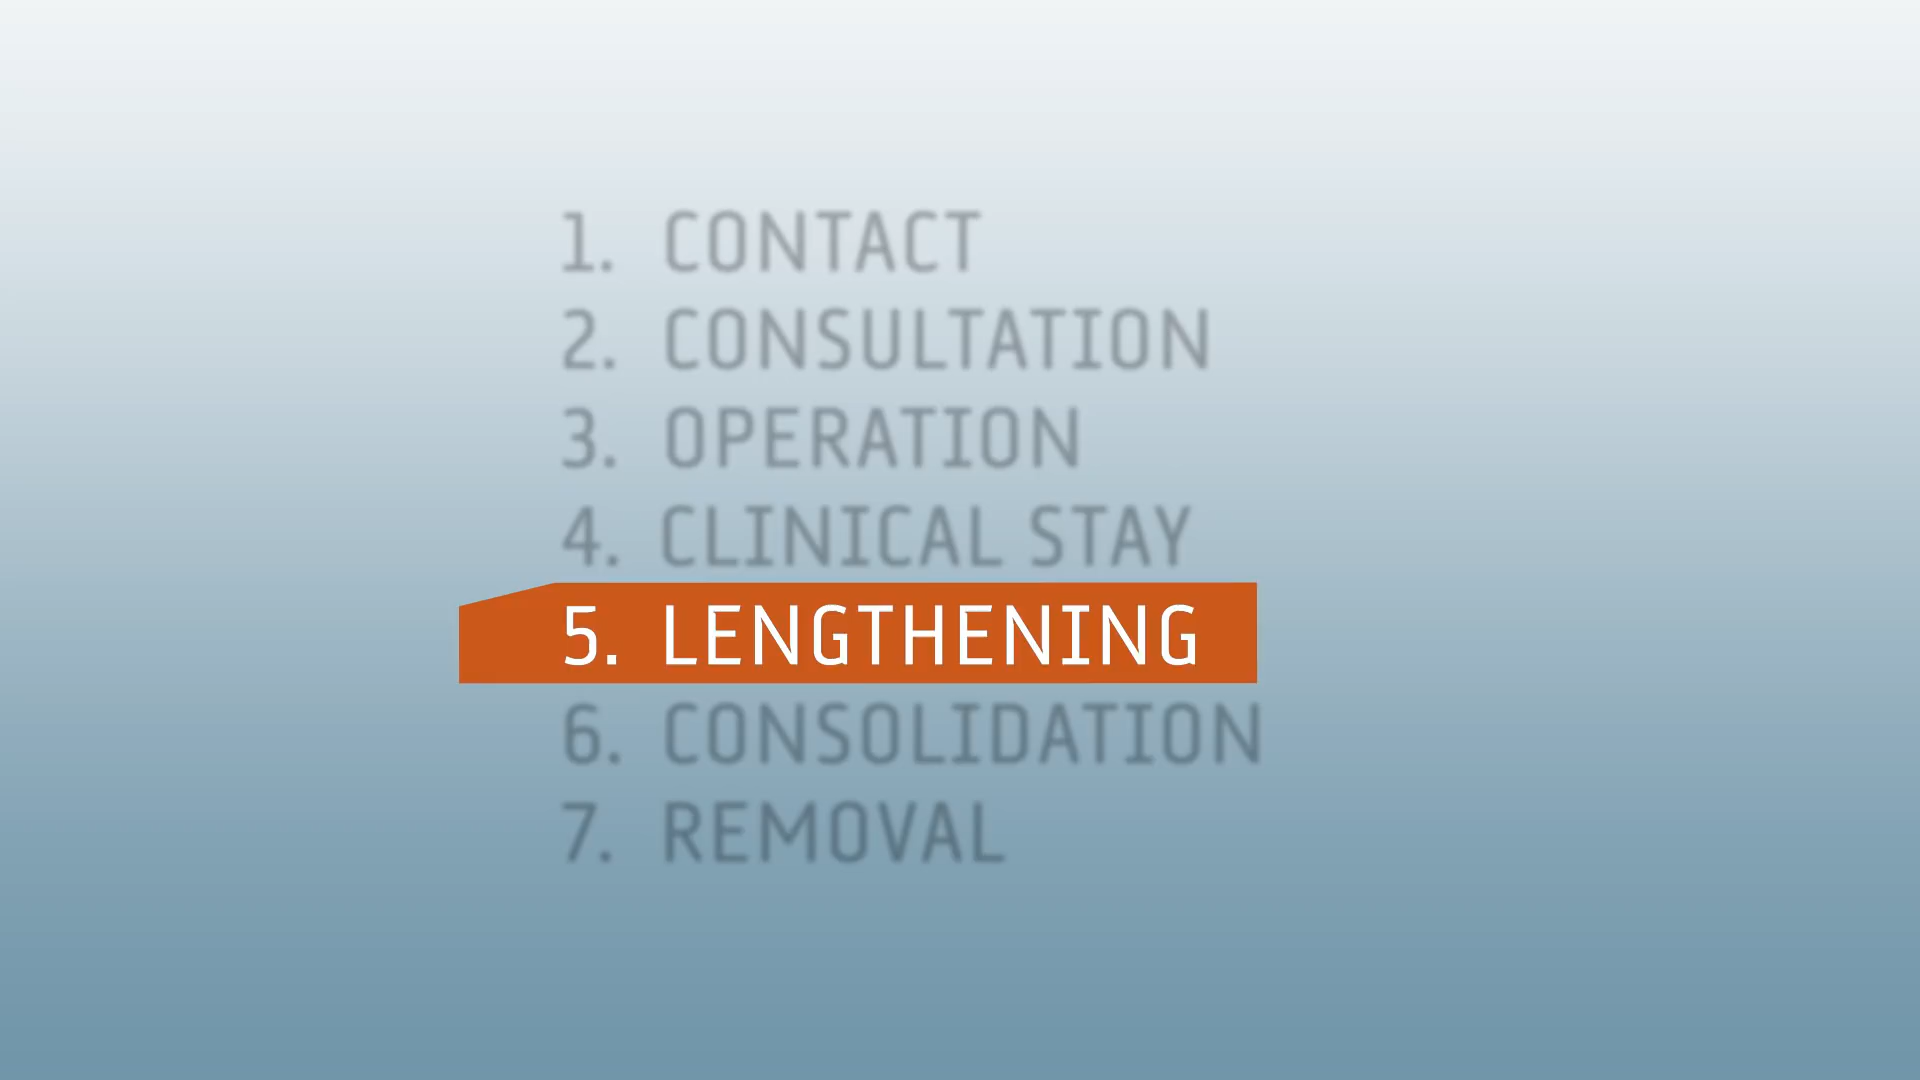 1. CONTACT
2. CONSULTATION
3. OPERATION
4. CLINICAL STAY
5. LENGTHENING
6. CONSOLIDATION
7. REMOVAL